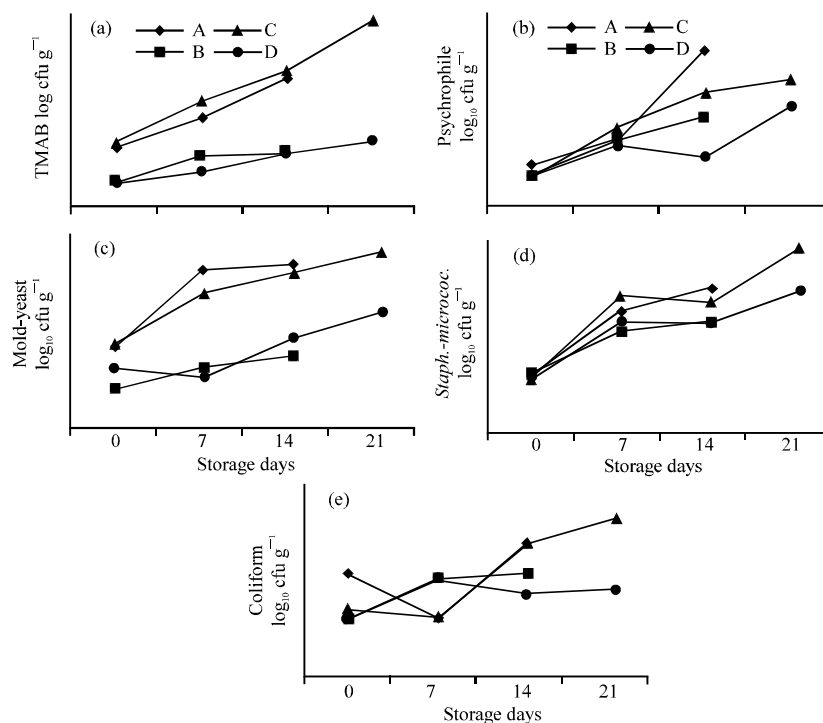 (a)
A
C
B
D
TMAB log cfu g⁻¹
(b)
A
C
B
D
Psychrophile
log₁₀ cfu g⁻¹
(c)
Mold-yeast
log₁₀ cfu g⁻¹
0 7 14 21
Storage days
(d)
Staph.-micrococ.
log₁₀ cfu g⁻¹
0 7 14 21
Storage days
(e)
Coliform
log₁₀ cfu g⁻¹
0 7 14 21
Storage days